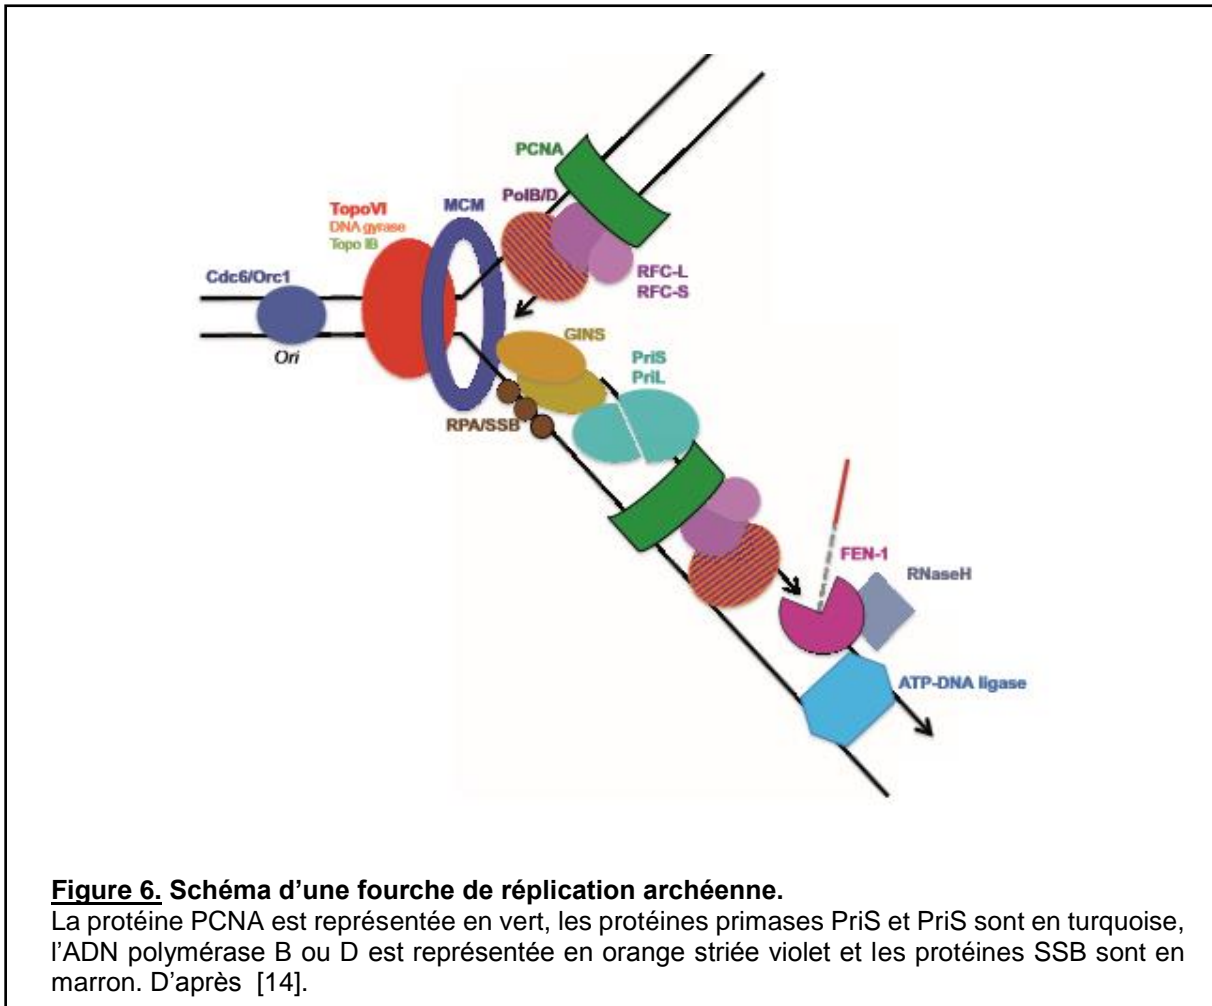 PCNA
PolB/D
TopoVI
DNA gyrase
Topo IB
MCM
Cdc6/Orc1
RFC-L
RFC-S
Ori
GINS
PriS
PriL
RPA/SSB
FEN-1
RNaseH
ATP-DNA ligase
Figure 6. Schéma d’une fourche de réplication archéenne.
La protéine PCNA est représentée en vert, les protéines primases PriS et PriS sont en turquoise,
l’ADN polymérase B ou D est représentée en orange striée violet et les protéines SSB sont en
marron. D’après [14].